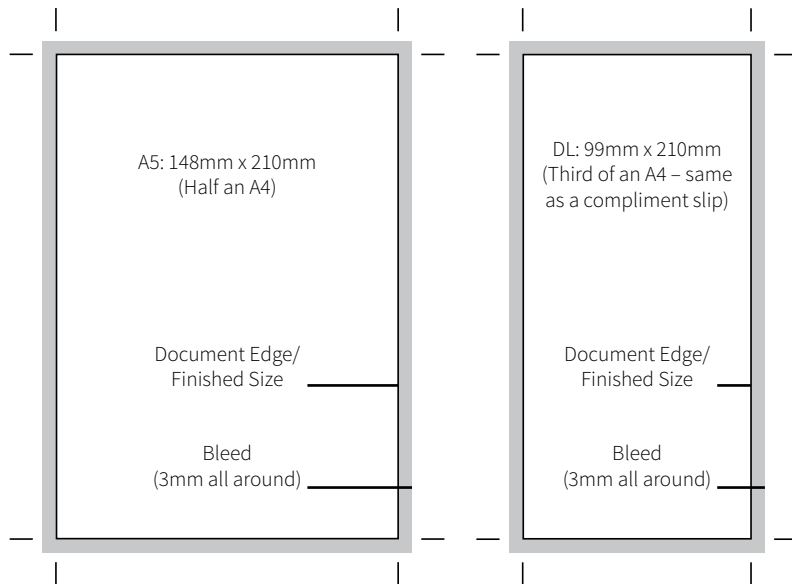 A5: 148mm x 210mm
(Half an A4)
Document Edge/
Finished Size
Bleed
(3mm all around)
DL: 99mm x 210mm
(Third of an A4 – same
as a compliment slip)
Document Edge/
Finished Size
Bleed
(3mm all around)